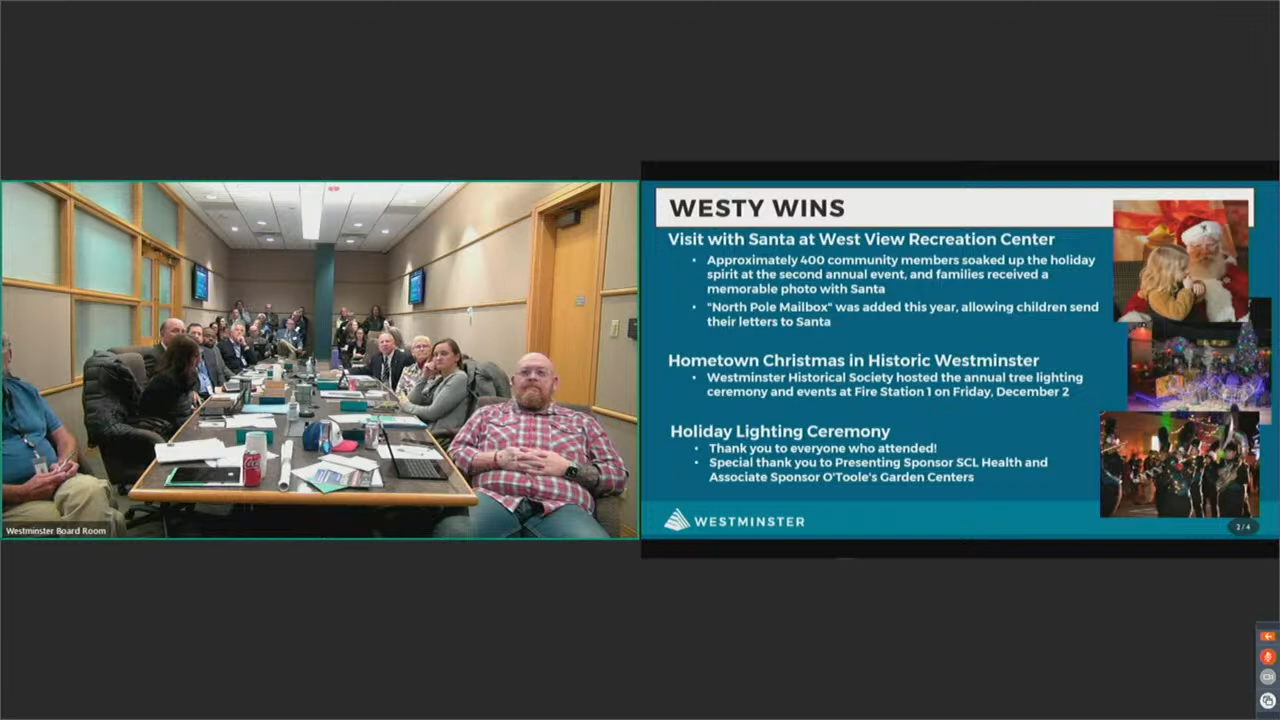 WESTY WINS
Visit with Santa at West View Recreation Center
• Approximately 400 community members soaked up the holiday
spirit at the second annual event, and families received a
memorable photo with Santa
• "North Pole Mailbox" was added this year, allowing children send
their letters to Santa
Hometown Christmas in Historic Westminster
• Westminster Historical Society hosted the annual tree lighting
ceremony and events at Fire Station 1 on Friday, December 2
Holiday Lighting Ceremony
• Thank you to everyone who attended!
• Special thank you to Presenting Sponsor SCL Health and
Associate Sponsor O'Toole's Garden Centers
WESTMINSTER
2/4
Westminster Board Room